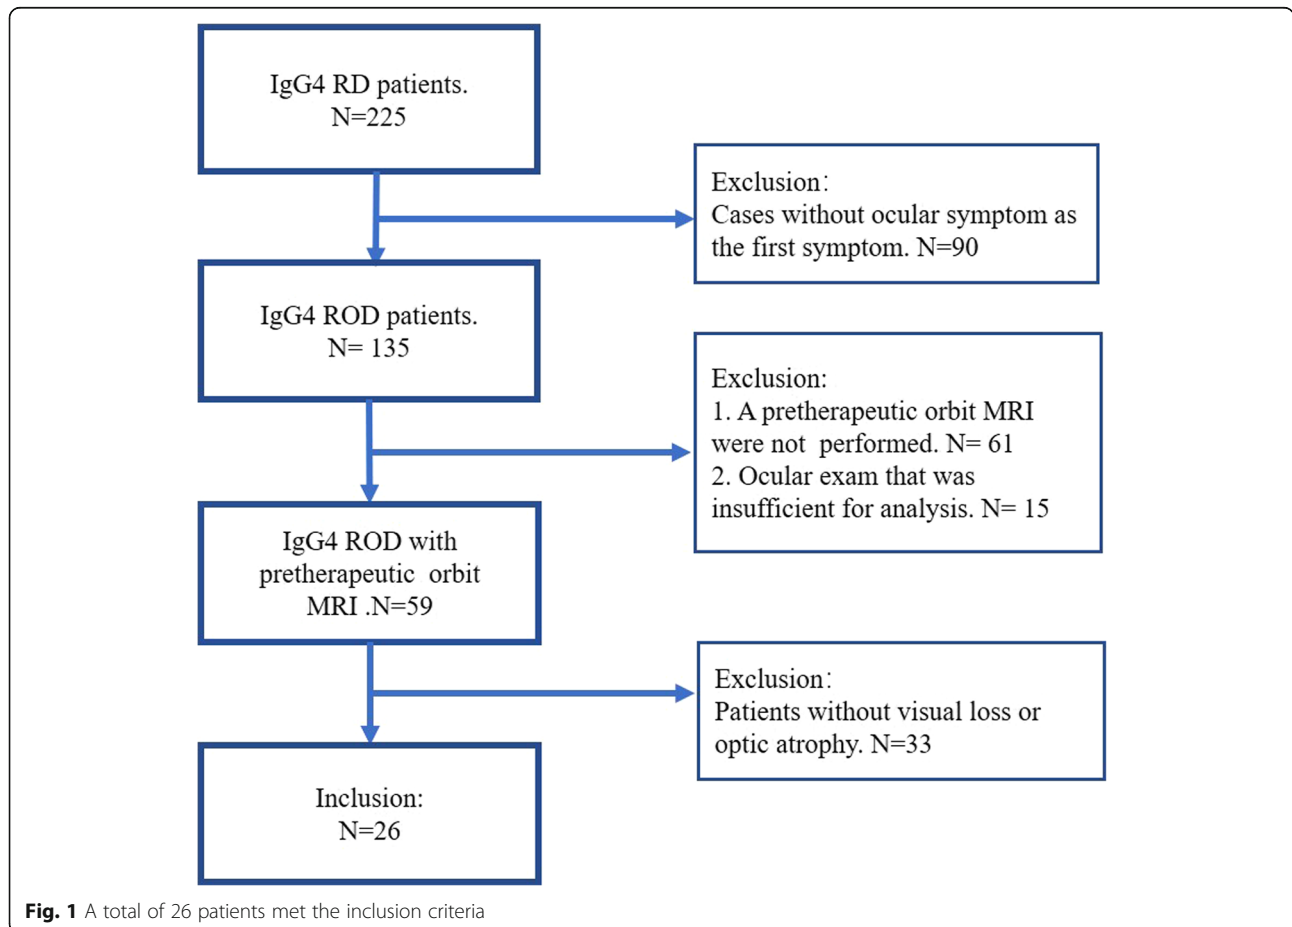 IgG4 RD patients.
N=225
Exclusion：
Cases without ocular symptom as
the first symptom. N=90
IgG4 ROD patients.
N= 135
Exclusion:
1. A pretherapeutic orbit MRI
were not performed. N= 61
2. Ocular exam that was
insufficient for analysis. N= 15
IgG4 ROD with
pretherapeutic orbit
MRI .N=59
Exclusion：
Patients without visual loss or
optic atrophy. N=33
Inclusion:
N=26
Fig. 1 A total of 26 patients met the inclusion criteria